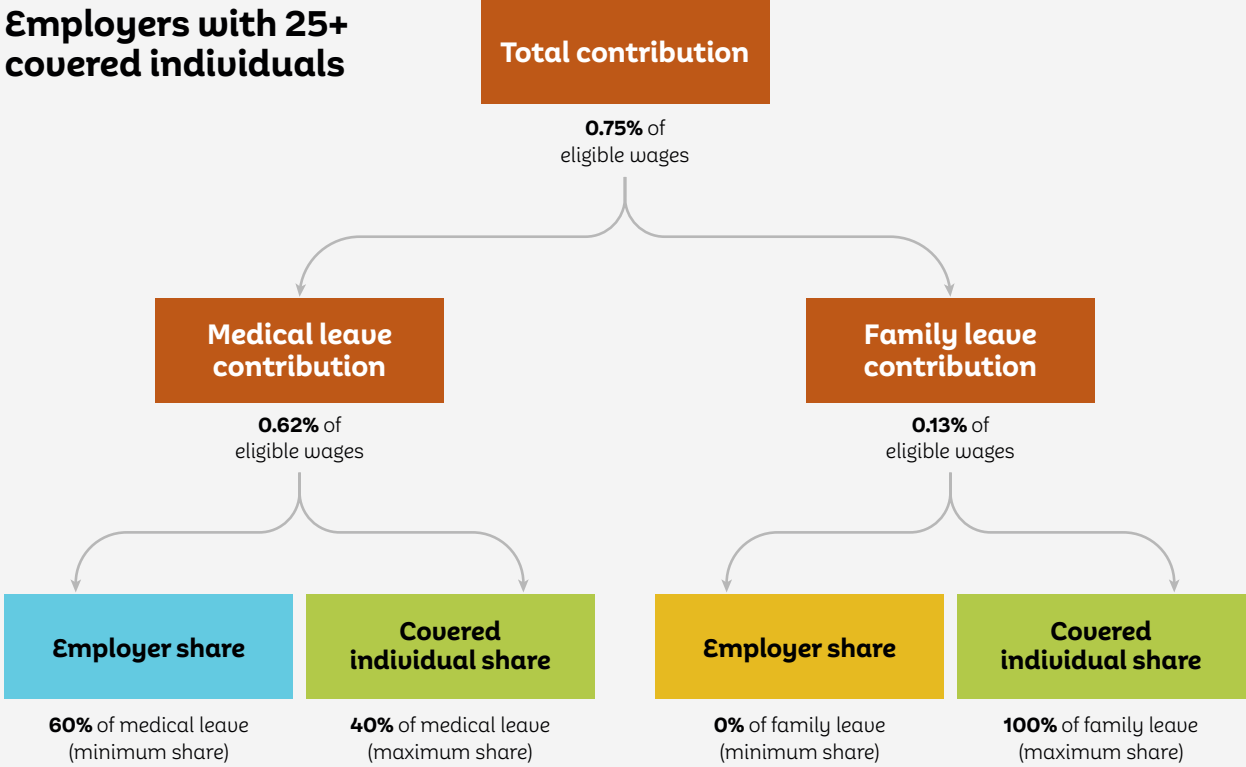 Employers with 25+
covered individuals
Total contribution
0.75% of
eligible wages
Medical leave
contribution
0.62% of
eligible wages
Family leave
contribution
0.13% of
eligible wages
Employer share
60% of medical leave
(minimum share)
Covered
individual share
40% of medical leave
(maximum share)
Employer share
0% of family leave
(minimum share)
Covered
individual share
100% of family leave
(maximum share)